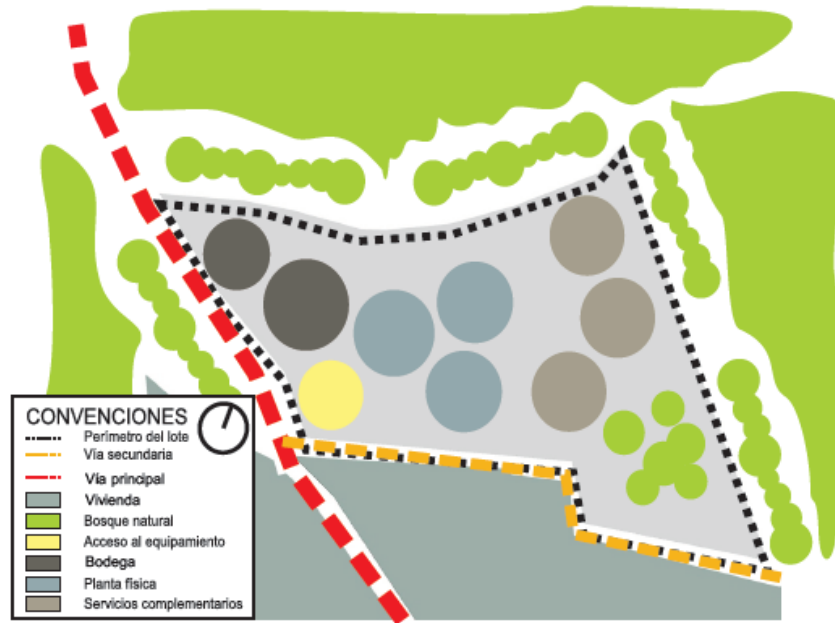 CONVENCIONES
Perímetro del lote
Vía secundaria
Vía principal
Vivienda
Bosque natural
Acceso al equipamiento
Bodega
Planta física
Servicios complementarios